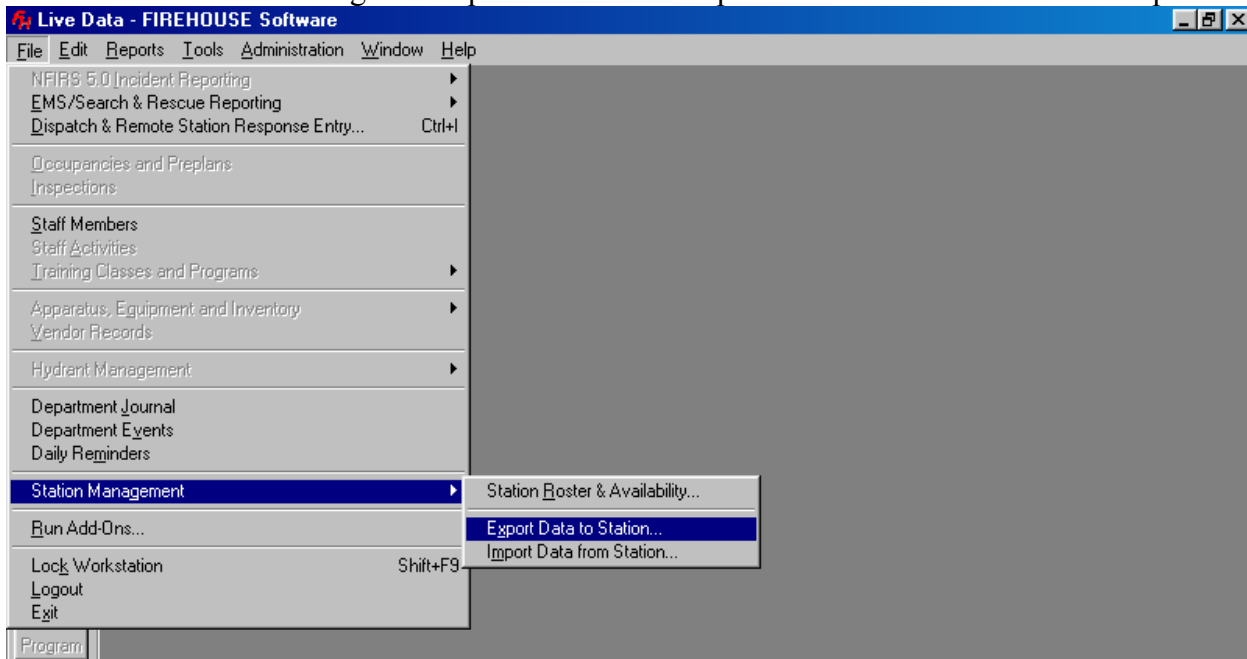 Live Data - FIREHOUSE Software
File Edit Reports Tools Administration Window Help
NFIRS 5.0 Incident Reporting
EMS/Search & Rescue Reporting
Dispatch & Remote Station Response Entry... Ctrl+I
Occupancies and Preplans
Inspections
Staff Members
Staff Activities
Training Classes and Programs
Apparatus, Equipment and Inventory
Vendor Records
Hydrant Management
Department Journal
Department Events
Daily Reminders
Station Management
Station Roster & Availability...
Export Data to Station...
Import Data from Station...
Run Add-Ons...
Lock Workstation Shift+F9
Logout
Exit
Program